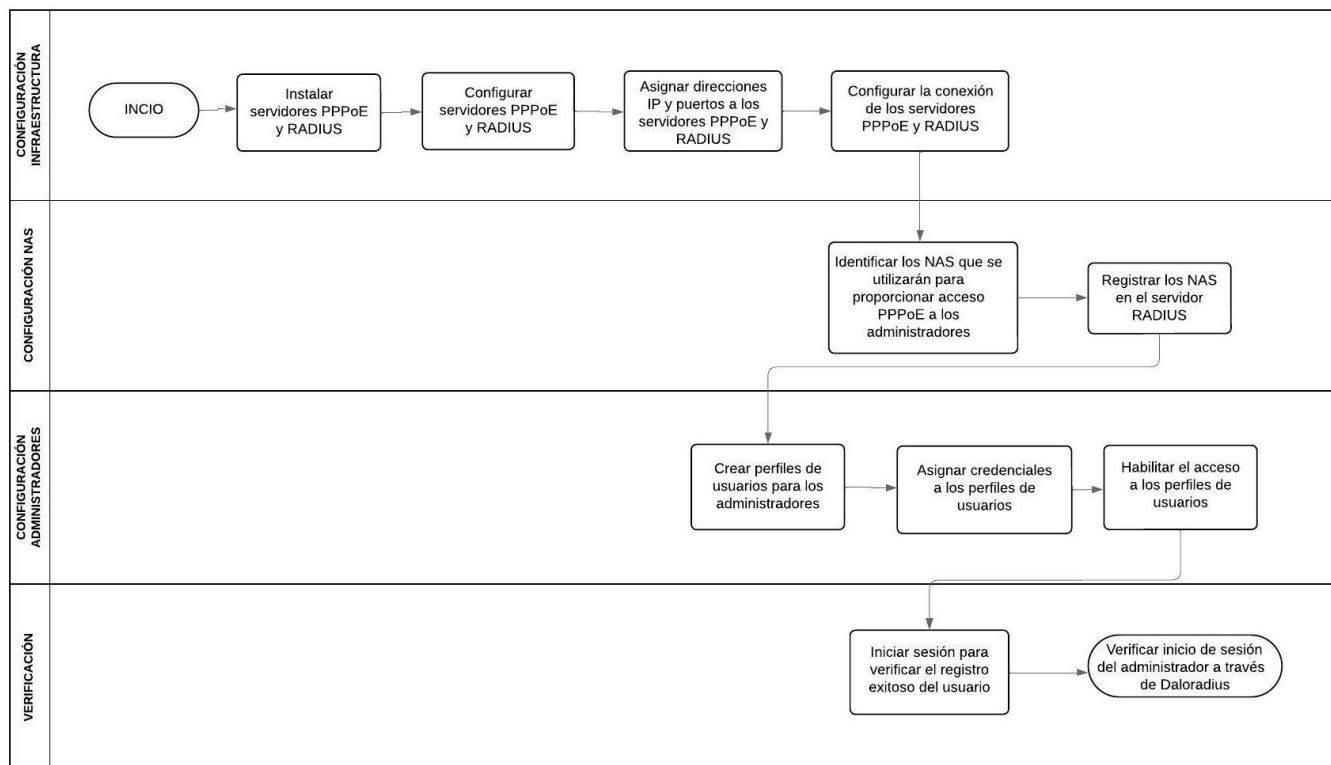 CONFIGURACIÓN
INFRAESTRUCTURA
INCIO
Instalar
servidores PPPoE
y RADIUS
Configurar
servidores PPPoE
y RADIUS
Asignar direcciones
IP y puertos a los
servidores PPPoE y
RADIUS
Configurar la conexión
de los servidores
PPPoE y RADIUS
CONFIGURACIÓN NAS
Identificar los NAS que se
utilizarán para
proporcionar acceso
PPPoE a los
administradores
Registrar los NAS
en el servidor
RADIUS
CONFIGURACIÓN
ADMINISTRADORES
Crear perfiles de
usuarios para los
administradores
Asignar credenciales
a los perfiles de
usuarios
Habilitar el acceso
a los perfiles de
usuarios
VERIFICACIÓN
Iniciar sesión para
verificar el registro
exitoso del usuario
Verificar inicio de sesión
del administrador a través
de Daloradius